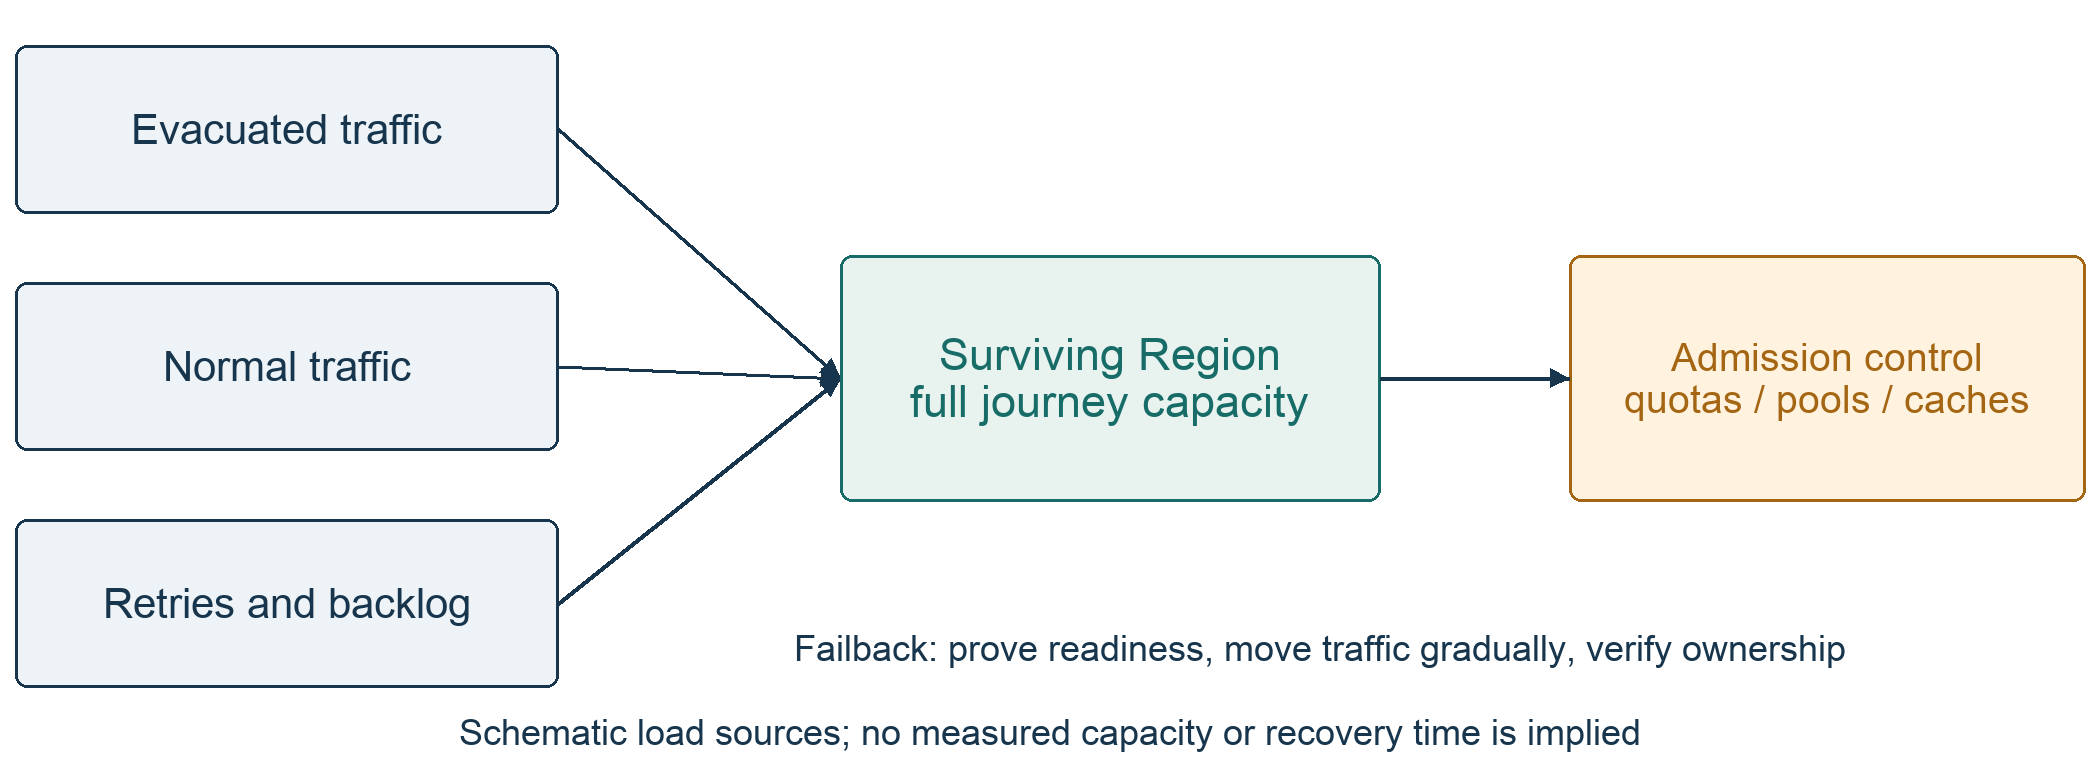 Evacuated traffic
Normal traffic
Retries and backlog
Surviving Region
full journey capacity
Admission control
quotas / pools / caches
Failback: prove readiness, move traffic gradually, verify ownership
Schematic load sources; no measured capacity or recovery time is implied